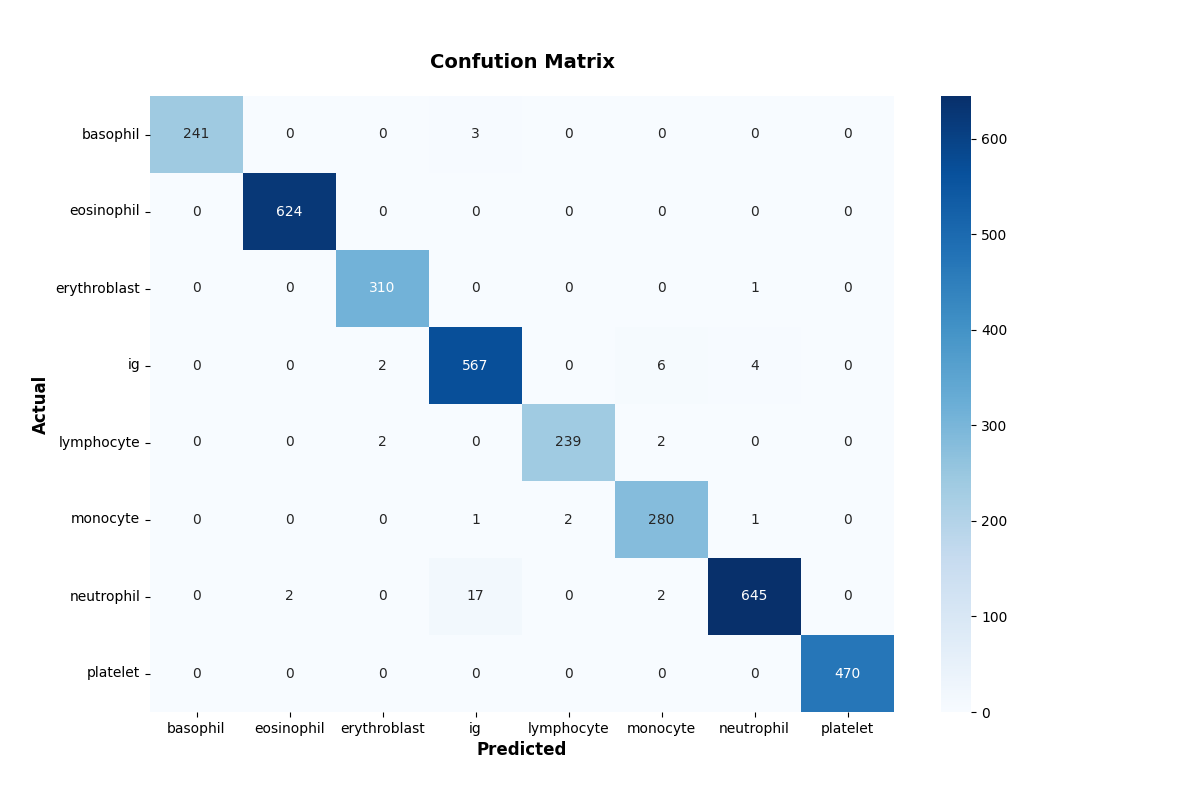 Confution Matrix
basophil 241 0 0 3 0 0 0 0
600
eosinophil 0 624 0 0 0 0 0 0
500
erythroblast 0 0 310 0 0 0 1 0
400
ig 0 0 2 567 0 6 4 0
Actual
300
lymphocyte 0 0 2 0 239 2 0 0
200
monocyte 0 0 0 1 2 280 1 0
neutrophil 0 2 0 17 0 2 645 0
100
platelet 0 0 0 0 0 0 0 470
0
basophil eosinophil erythroblast ig lymphocyte monocyte neutrophil platelet
Predicted